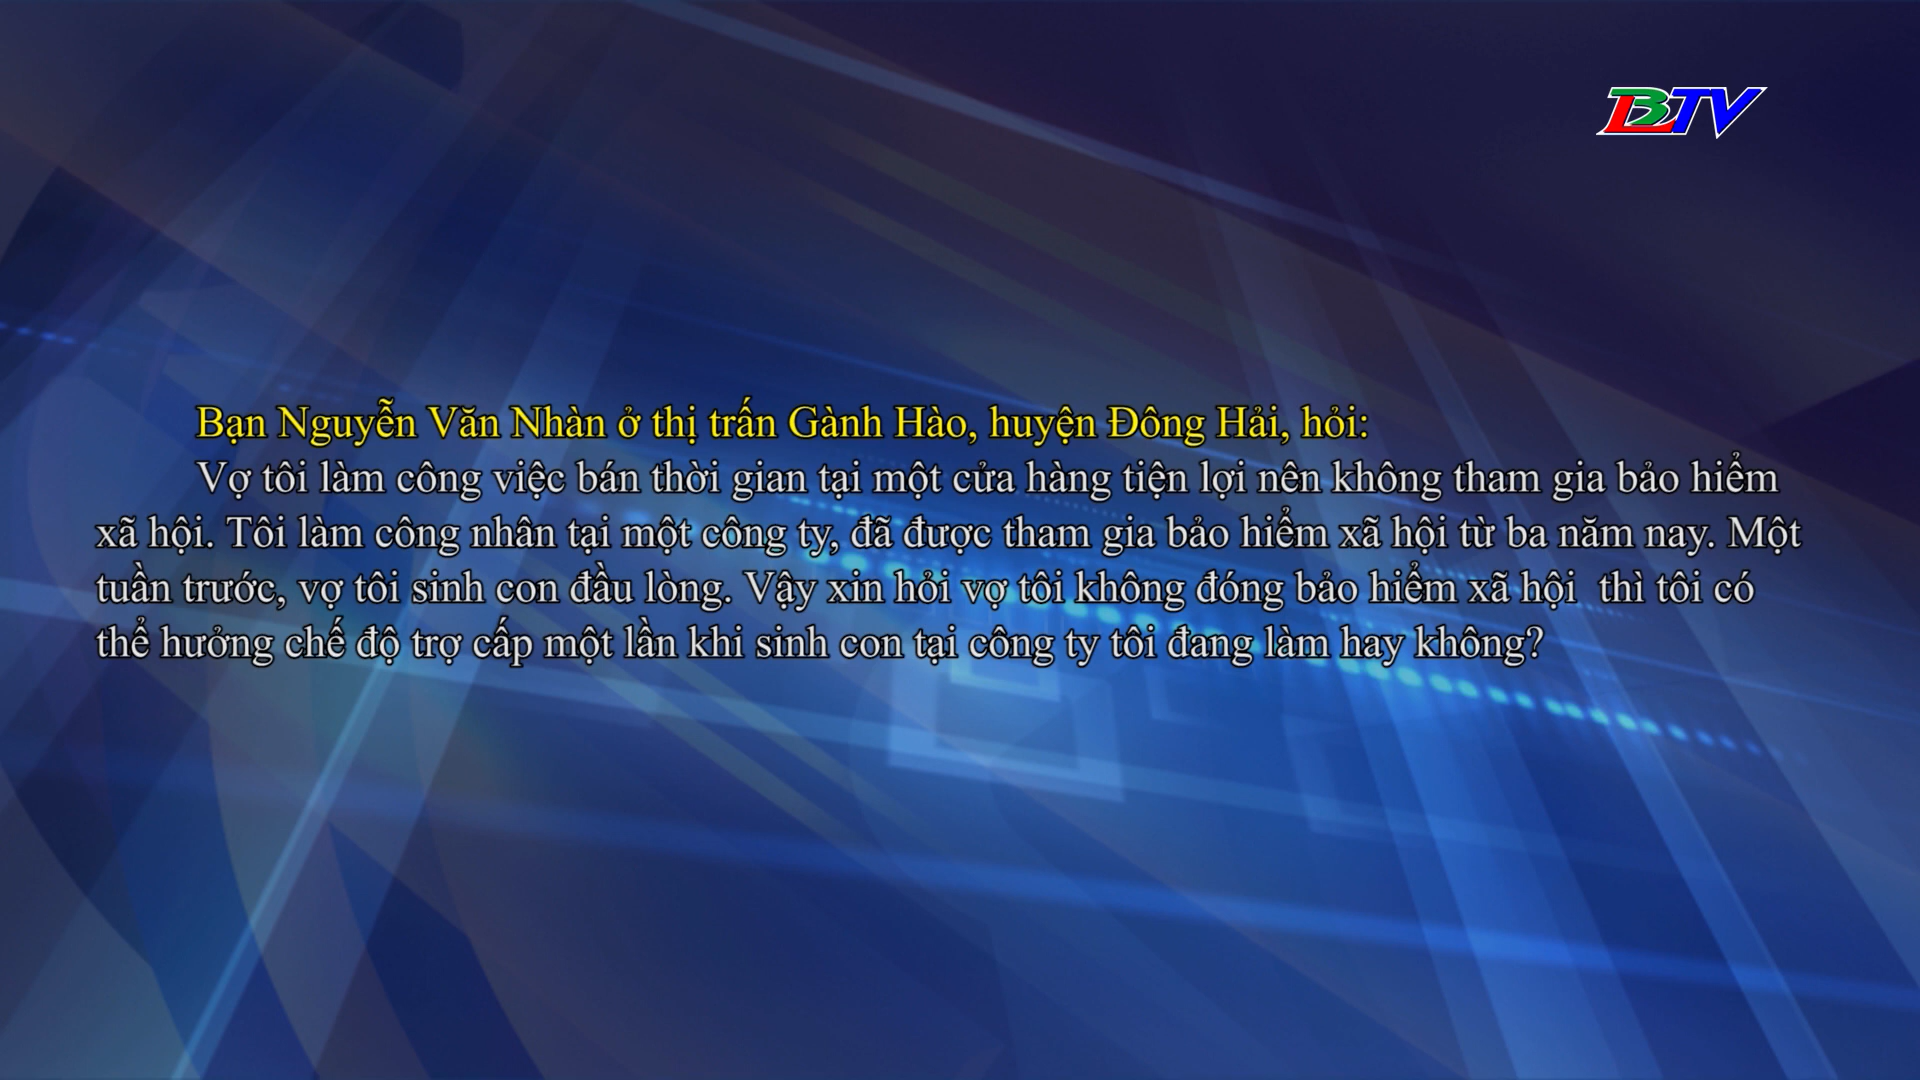 BLTV
Bạn Nguyễn Văn Nhàn ở thị trấn Gành Hào, huyện Đông Hải, hỏi:
Vợ tôi làm công việc bán thời gian tại một cửa hàng tiện lợi nên không tham gia bảo hiểm
xã hội. Tôi làm công nhân tại một công ty, đã được tham gia bảo hiểm xã hội từ ba năm nay. Một
tuần trước, vợ tôi sinh con đầu lòng. Vậy xin hỏi vợ tôi không đóng bảo hiểm xã hội thì tôi có
thể hưởng chế độ trợ cấp một lần khi sinh con tại công ty tôi đang làm hay không?